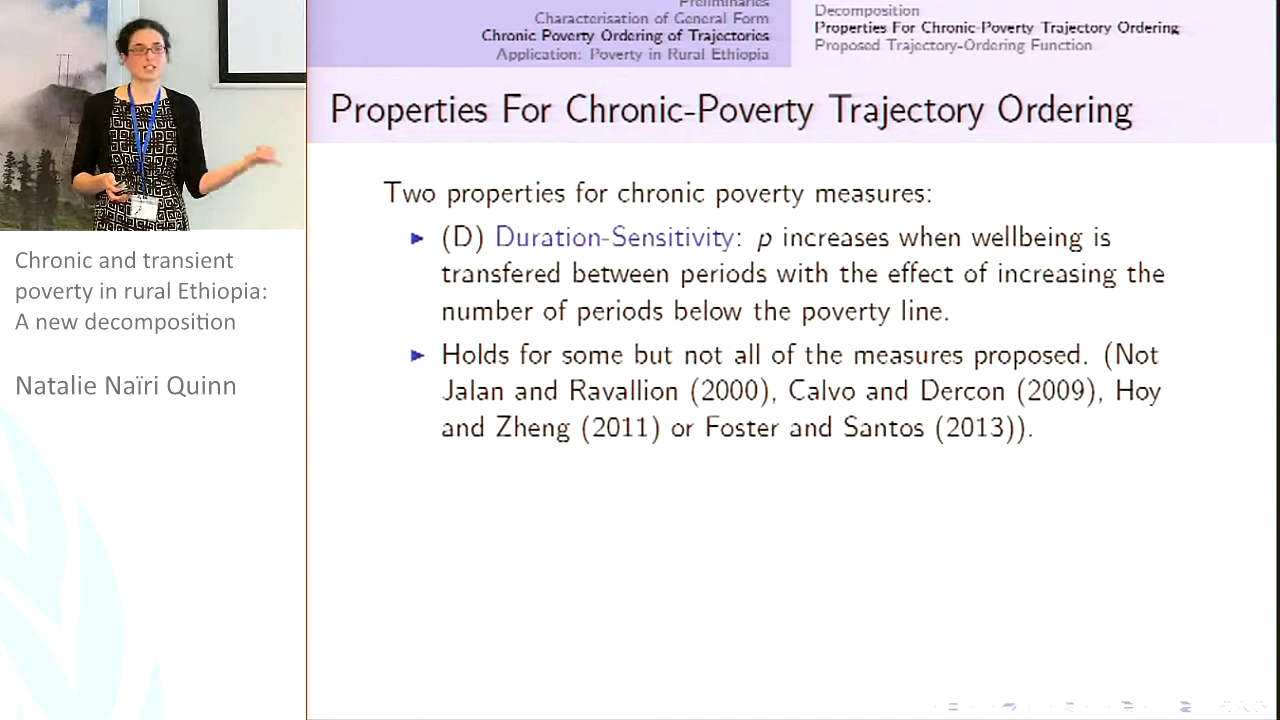 Preliminaries
Characterisation of General Form
Chronic Poverty Ordering of Trajectories
Application: Poverty in Rural Ethiopia
Decomposition
Properties For Chronic-Poverty Trajectory Ordering
Proposed Trajectory-Ordering Function
Properties For Chronic-Poverty Trajectory Ordering
Two properties for chronic poverty measures:
▶ (D) Duration-Sensitivity: p increases when wellbeing is
transfered between periods with the effect of increasing the
number of periods below the poverty line.
▶ Holds for some but not all of the measures proposed. (Not
Jalan and Ravallion (2000), Calvo and Dercon (2009), Hoy
and Zheng (2011) or Foster and Santos (2013)).
Chronic and transient
poverty in rural Ethiopia:
A new decomposition
Natalie Naïri Quinn